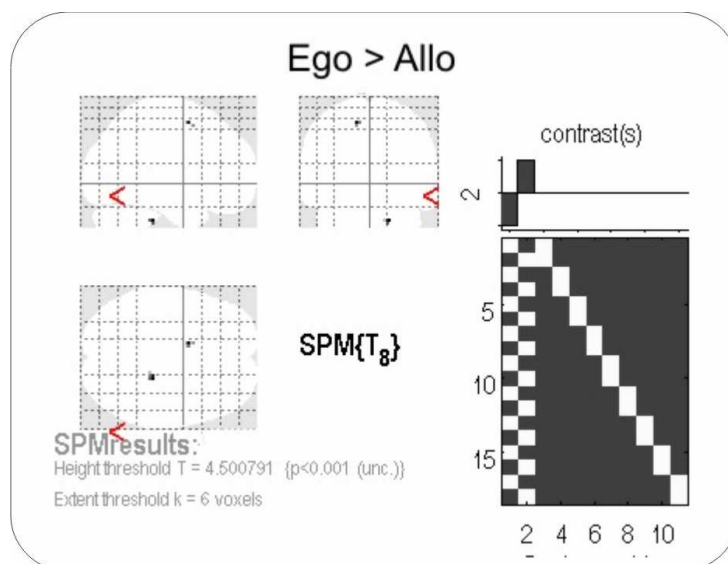 Ego > Allo
contrast(s)
2
<
<
5
SPM{T8}
10
<
SPMresults:
Height threshold T = 4.500791 {p<0.001 (unc.)}
15
Extent threshold k = 6 voxels
2 4 6 8 10